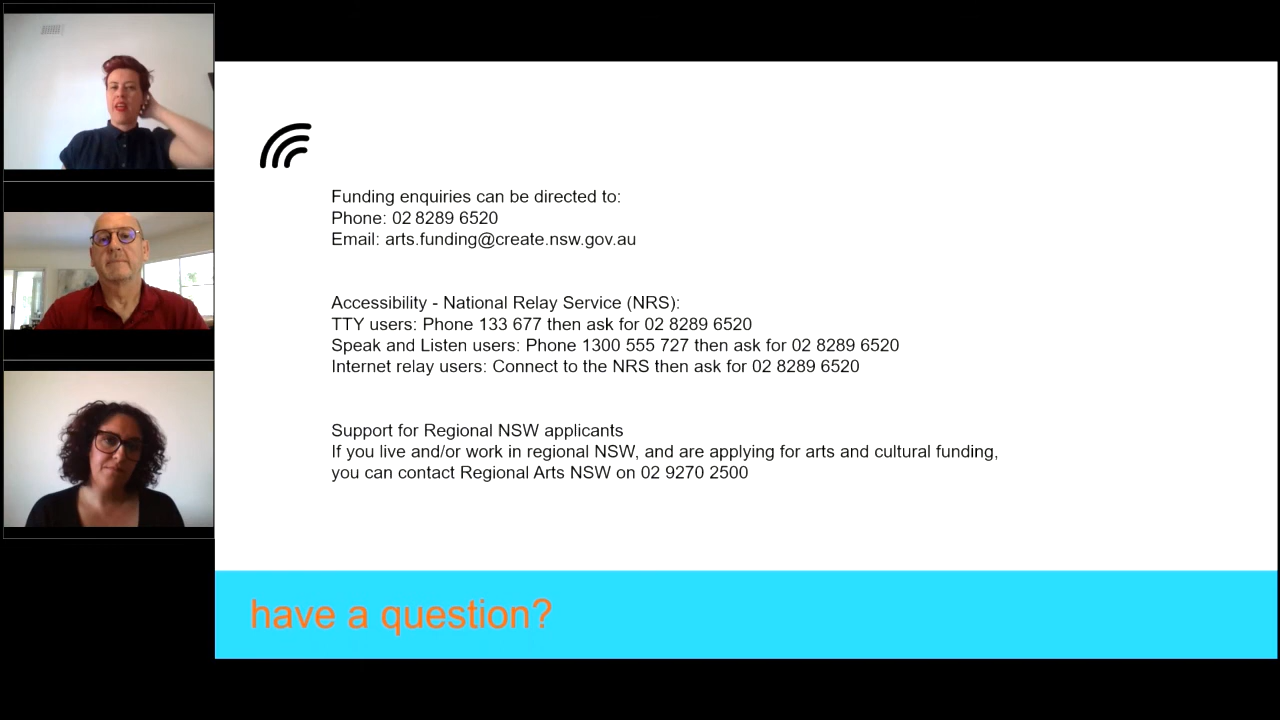 Funding enquiries can be directed to:
Phone: 02 8289 6520
Email: arts.funding@create.nsw.gov.au
Accessibility - National Relay Service (NRS):
TTY users: Phone 133 677 then ask for 02 8289 6520
Speak and Listen users: Phone 1300 555 727 then ask for 02 8289 6520
Internet relay users: Connect to the NRS then ask for 02 8289 6520
Support for Regional NSW applicants
If you live and/or work in regional NSW, and are applying for arts and cultural funding,
you can contact Regional Arts NSW on 02 9270 2500
have a question?